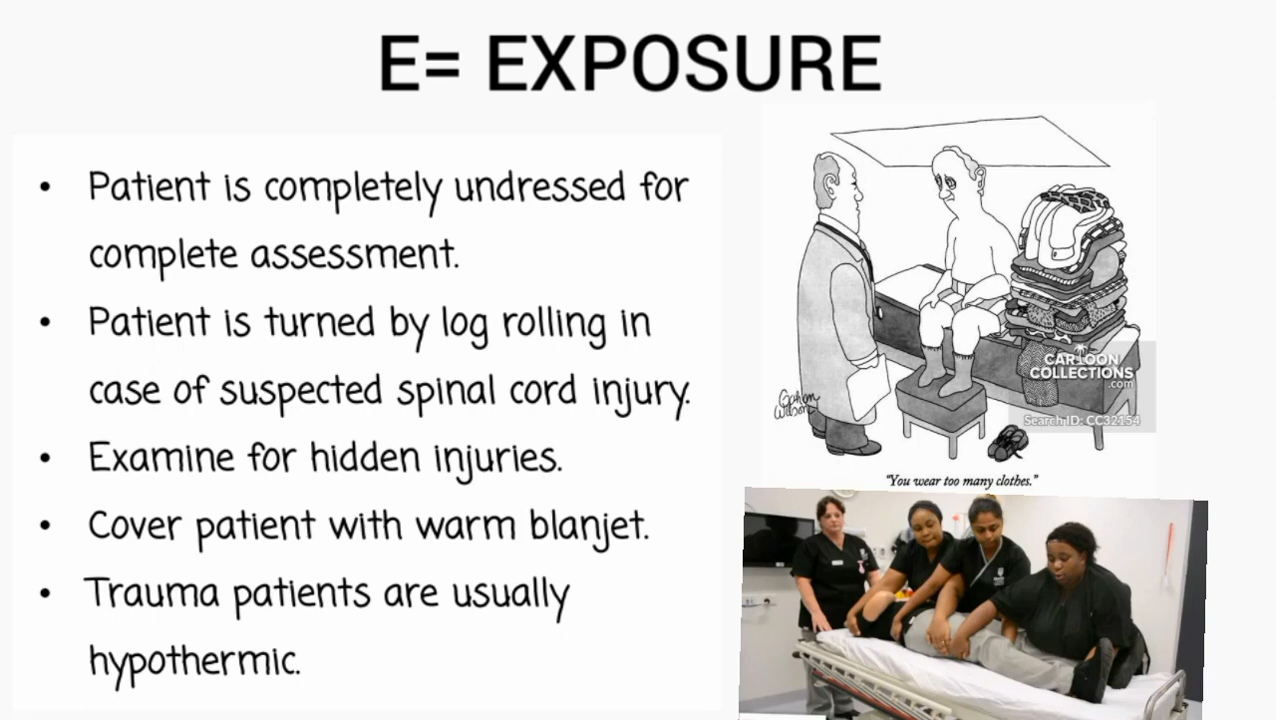 E= EXPOSURE
• Patient is completely undressed for
complete assessment.
• Patient is turned by log rolling in
case of suspected spinal cord injury.
• Examine for hidden injuries.
• Cover patient with warm blanjet.
• Trauma patients are usually
hypothermic.
Gahan
Wilson
CARTOON
COLLECTIONS
.com
Search ID: CC32154
"You wear too many clothes."